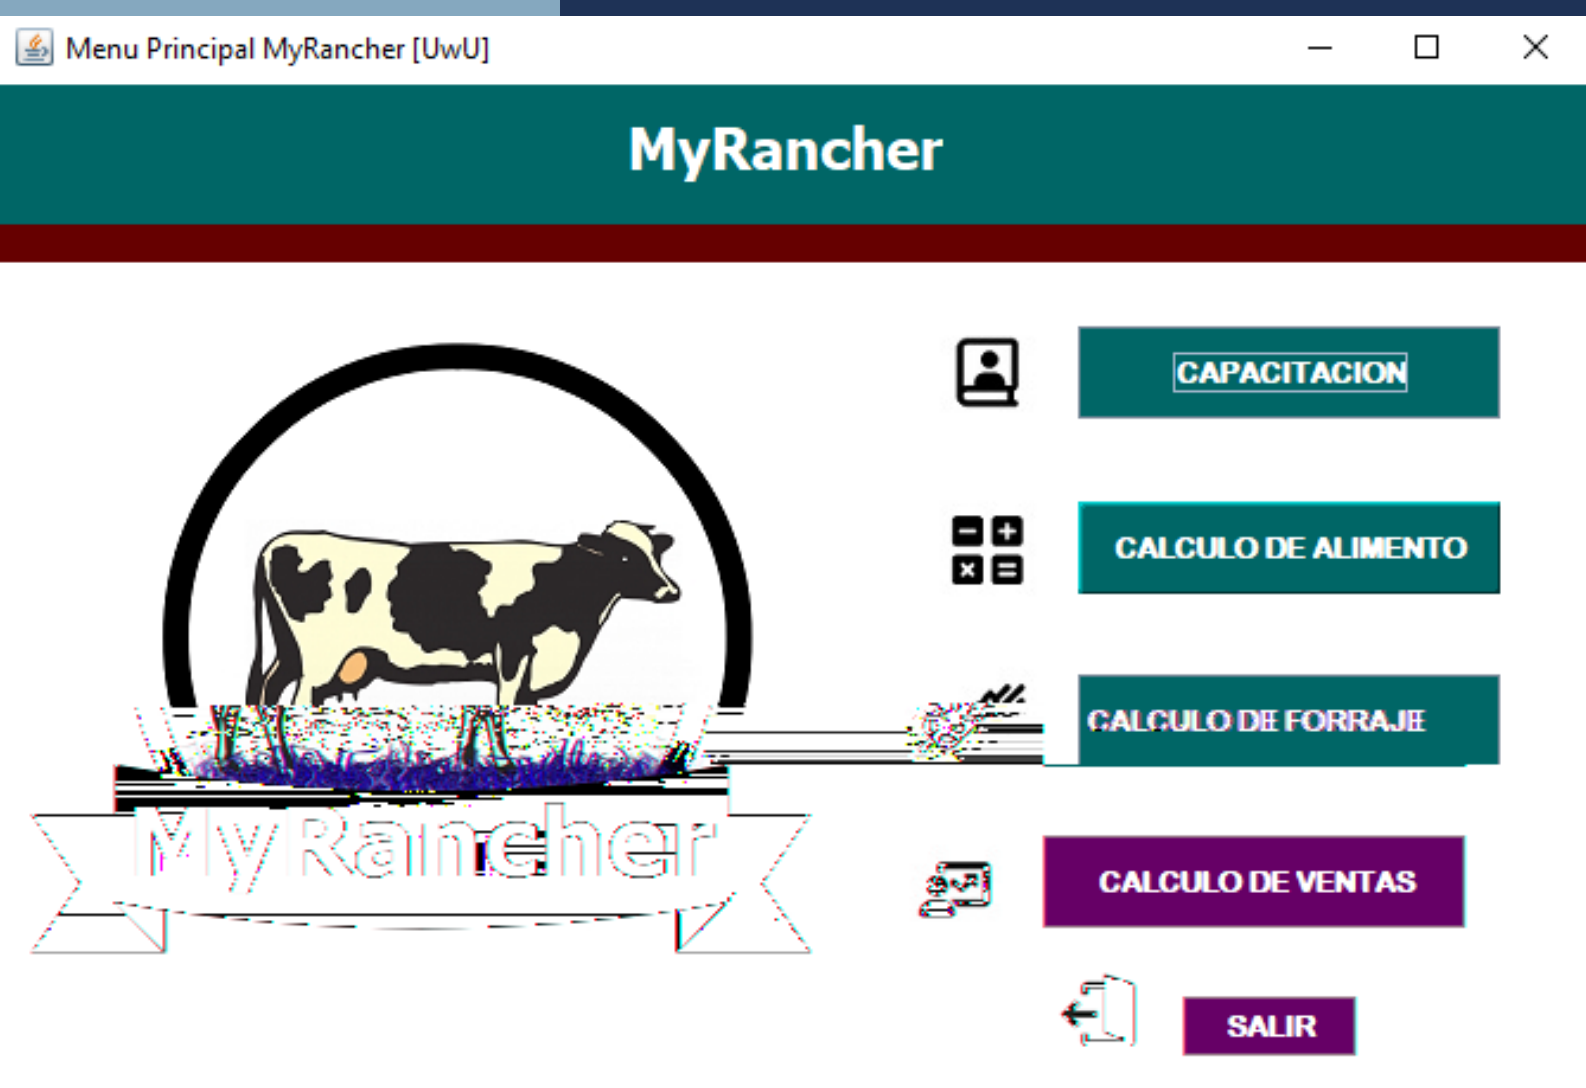 Menu Principal MyRancher [UwU]
MyRancher
CAPACITACION
CALCULO DE ALIMENTO
CALCULO DE FORRAJE
MyRancher
CALCULO DE VENTAS
SALIR